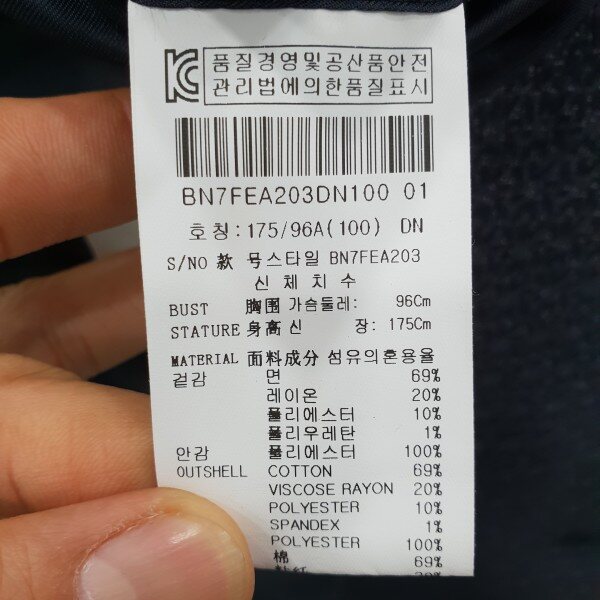 KC 품질경영및공산품안전
관리법에의한품질표시
BN7FEA203DN100 01
호칭:175/96A(100) DN
S/NO 款 号스타일 BN7FEA203
신체치수
BUST 胸围 가슴둘레: 96Cm
STATURE 身高 신 장: 175Cm
MATERIAL 面料成分 섬유의혼용율
겉감 면 69%
레이온 20%
폴리에스터 10%
폴리우레탄 1%
안감 폴리에스터 100%
OUTSHELL COTTON 69%
VISCOSE RAYON 20%
POLYESTER 10%
SPANDEX 1%
POLYESTER 100%
棉 69%